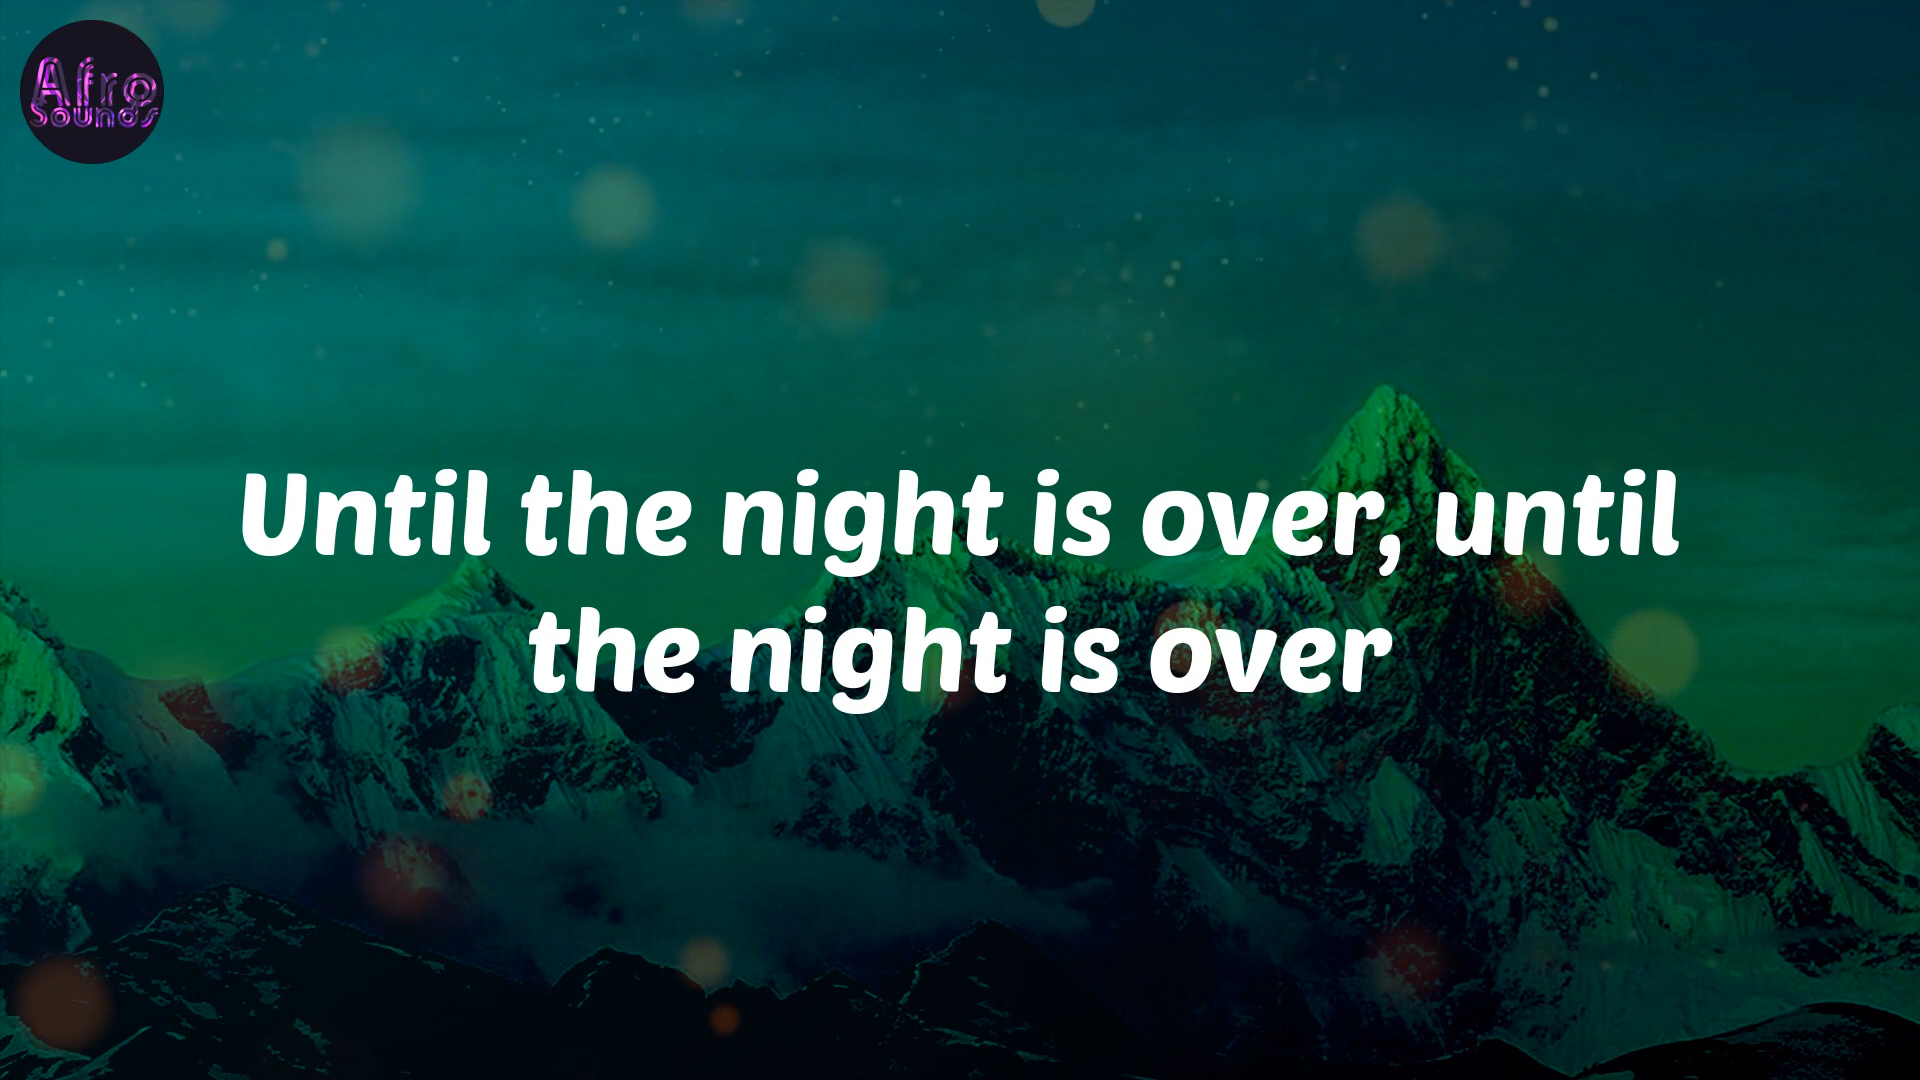 Afro
Sounds
Until the night is over, until
the night is over